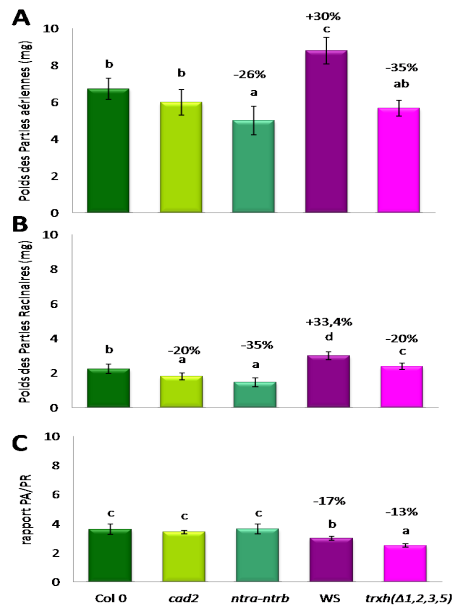 A
Poids des Parties aériennes (mg)
10
8
6
4
2
0
b
b
-26%
a
+30%
c
-35%
ab
B
Poids des Parties Racinaires (mg)
10
8
6
4
2
0
b
-20%
a
-35%
a
+33,4%
d
-20%
c
C
rapport PA/PR
10
8
6
4
2
0
c
c
c
-17%
b
-13%
a
Col 0
cad2
ntra-ntrb
WS
trxh(Δ1,2,3,5)